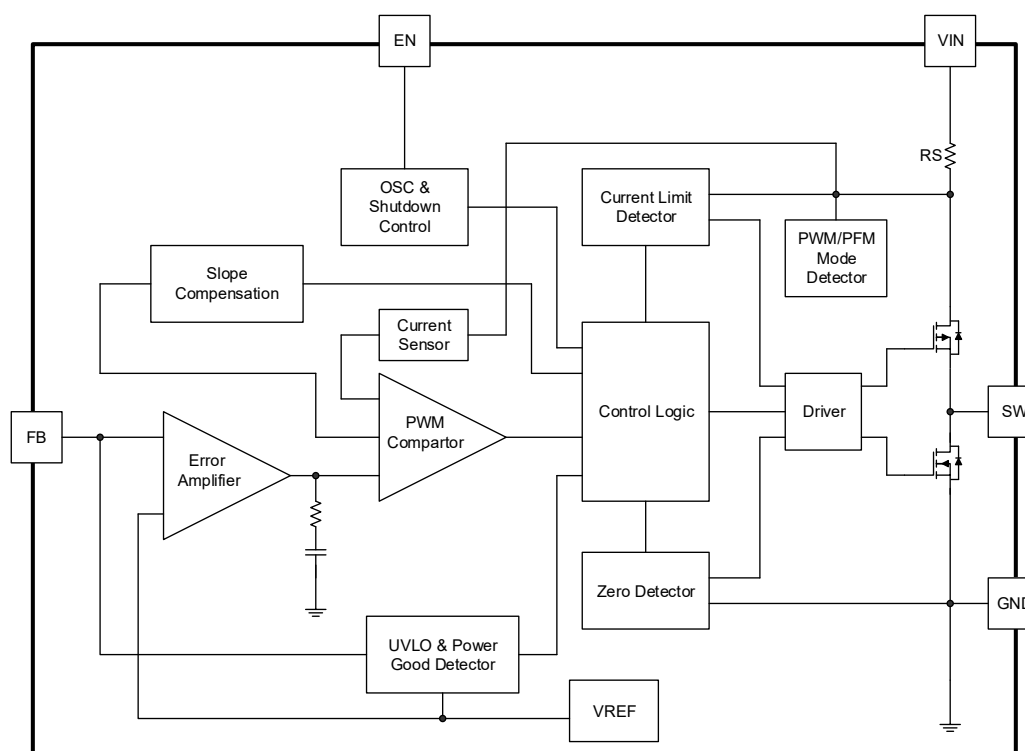 EN
VIN
RS
OSC &
Shutdown
Control
Current Limit
Detector
PWM/PFM
Mode
Detector
Slope
Compensation
Current
Sensor
FB
Error
Amplifier
PWM
Compartor
Control Logic
Driver
SW
Zero Detector
GND
UVLO & Power
Good Detector
VREF